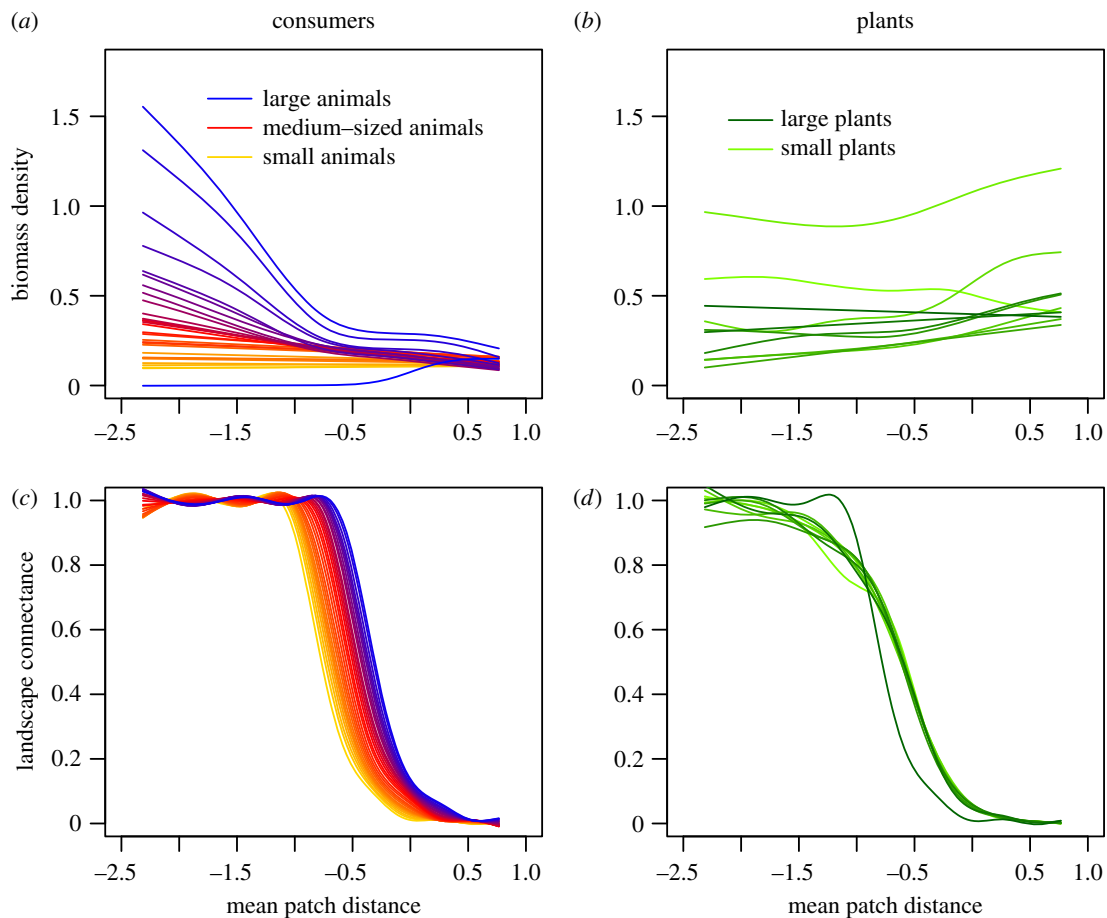 (a)
consumers
(b)
plants
biomass density
1.5
1.0
0.5
0
large animals
medium–sized animals
small animals
–2.5
–1.5
–0.5
0.5
1.0
1.5
1.0
0.5
0
large plants
small plants
–2.5
–1.5
–0.5
0.5
1.0
(c)
(d)
landscape connectance
1.0
0.8
0.6
0.4
0.2
0
–2.5
–1.5
–0.5
0.5
1.0
mean patch distance
1.0
0.8
0.6
0.4
0.2
0
–2.5
–1.5
–0.5
0.5
1.0
mean patch distance